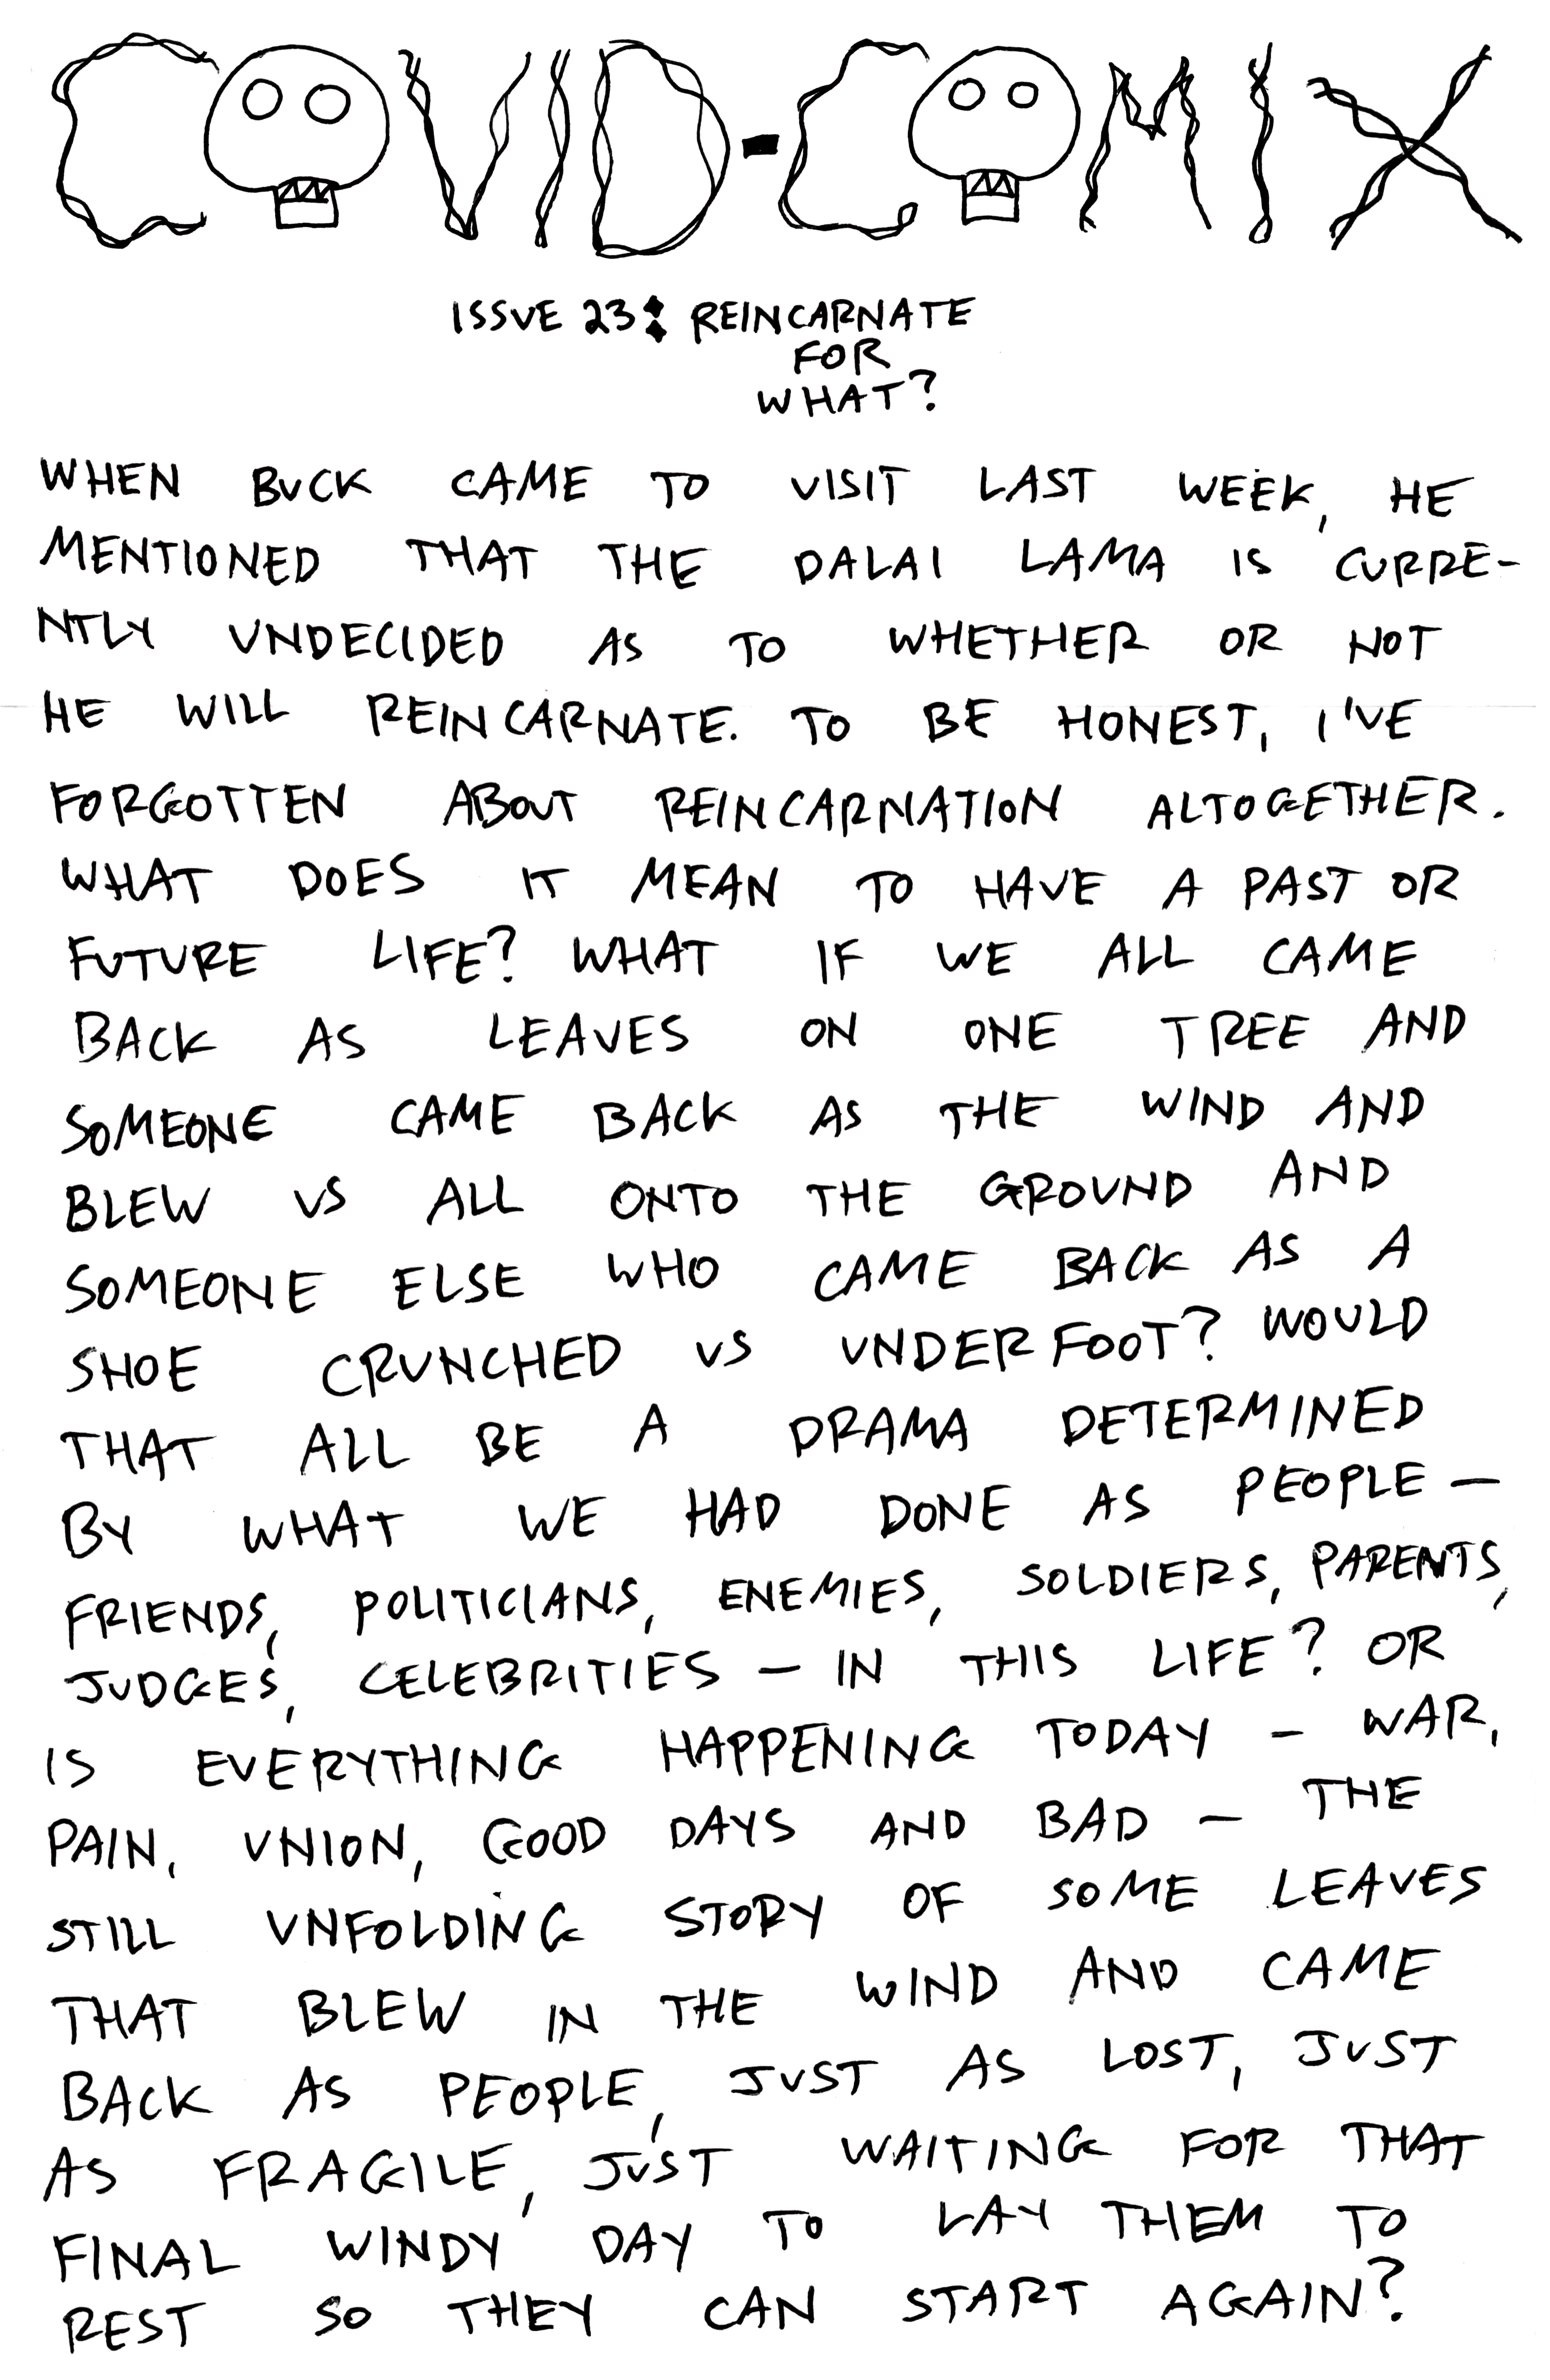 COVID-COMIX
ISSUE 23: REINCARNATE
FOR
WHAT?
WHEN BUCK CAME TO VISIT LAST WEEK, HE
MENTIONED THAT THE DALAI LAMA IS CURRE-
NTLY UNDECIDED AS TO WHETHER OR NOT
HE WILL REINCARNATE. TO BE HONEST, I'VE
FORGOTTEN ABOUT REINCARNATION ALTOGETHER.
WHAT DOES IT MEAN TO HAVE A PAST OR
FUTURE LIFE? WHAT IF WE ALL CAME
BACK AS LEAVES ON ONE TREE AND
SOMEONE CAME BACK AS THE WIND AND
BLEW US ALL ONTO THE GROUND AND
SOMEONE ELSE WHO CAME BACK AS A
SHOE CRUNCHED US UNDERFOOT? WOULD
THAT ALL BE A DRAMA DETERMINED
BY WHAT WE HAD DONE AS PEOPLE —
FRIENDS, POLITICIANS, ENEMIES, SOLDIERS, PARENTS,
JUDGES, CELEBRITIES — IN THIS LIFE? OR
IS EVERYTHING HAPPENING TODAY — WAR,
PAIN, UNION, GOOD DAYS AND BAD — THE
STILL UNFOLDING STORY OF SOME LEAVES
THAT BLEW IN THE WIND AND CAME
BACK AS PEOPLE, JUST AS LOST, JUST
AS FRAGILE, JUST WAITING FOR THAT
FINAL WINDY DAY TO LAY THEM TO
REST SO THEY CAN START AGAIN?